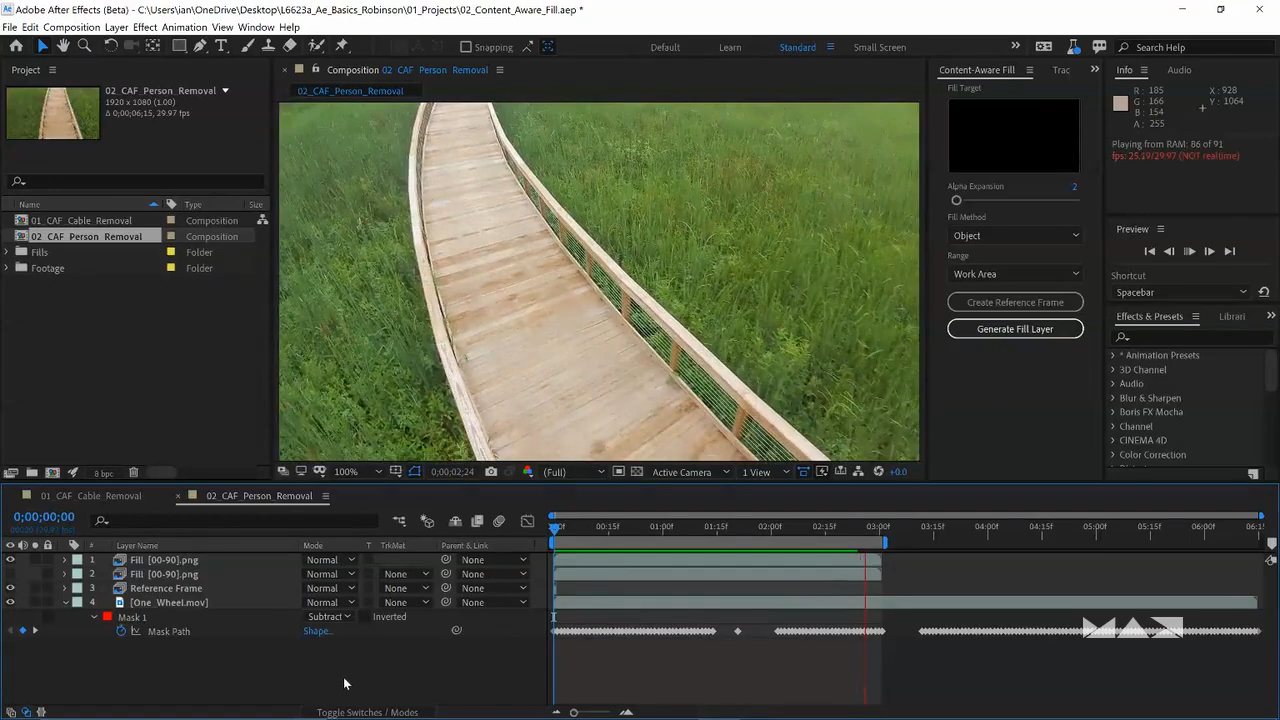 Adobe After Effects (Beta) - C:\Users\ian\OneDrive\Desktop\L6623a_Ae_Basics_Robinson\01_Projects\02_Content_Aware_Fill.aep *
File Edit Composition Layer Effect Animation View Window Help
Snapping
Default Learn Standard Small Screen
Search Help
Project
02_CAF_Person_Removal
1920 x 1080 (1.00)
Δ 0;00;06;15, 29.97 fps
Name Type Size
01_CAF_Cable_Removal Composition
02_CAF_Person_Removal Composition
Fills Folder
Footage Folder
8 bpc
Composition 02_CAF_Person_Removal
02_CAF_Person_Removal
100% 0;00;02;24 (Full) Active Camera 1 View +0.0
Content-Aware Fill Trac
Fill Target
Alpha Expansion 2
Fill Method
Object
Range
Work Area
Create Reference Frame
Generate Fill Layer
Info Audio
R : 185 X : 928
G : 166 Y : 1064
B : 154
A : 255
Playing from RAM: 86 of 91
fps: 25.19/29.97 (NOT realtime)
Preview
Shortcut
Spacebar
Effects & Presets Librari
* Animation Presets
3D Channel
Audio
Blur & Sharpen
Boris FX Mocha
Channel
CINEMA 4D
Color Correction
01_CAF_Cable_Removal 02_CAF_Person_Removal
0;00;00;00
00:15f 01:00f 01:15f 02:00f 02:15f 03:00f 03:15f 04:00f 04:15f 05:00f 05:15f 06:00f
# Layer Name Mode T TrkMat Parent & Link
1 Fill [00-90].png Normal None
2 Fill [00-90].png Normal None None
3 Reference Frame Normal None None
4 [One_Wheel.mov] Normal None None
Mask 1 Subtract Inverted
Mask Path Shape...
MAX
Toggle Switches / Modes